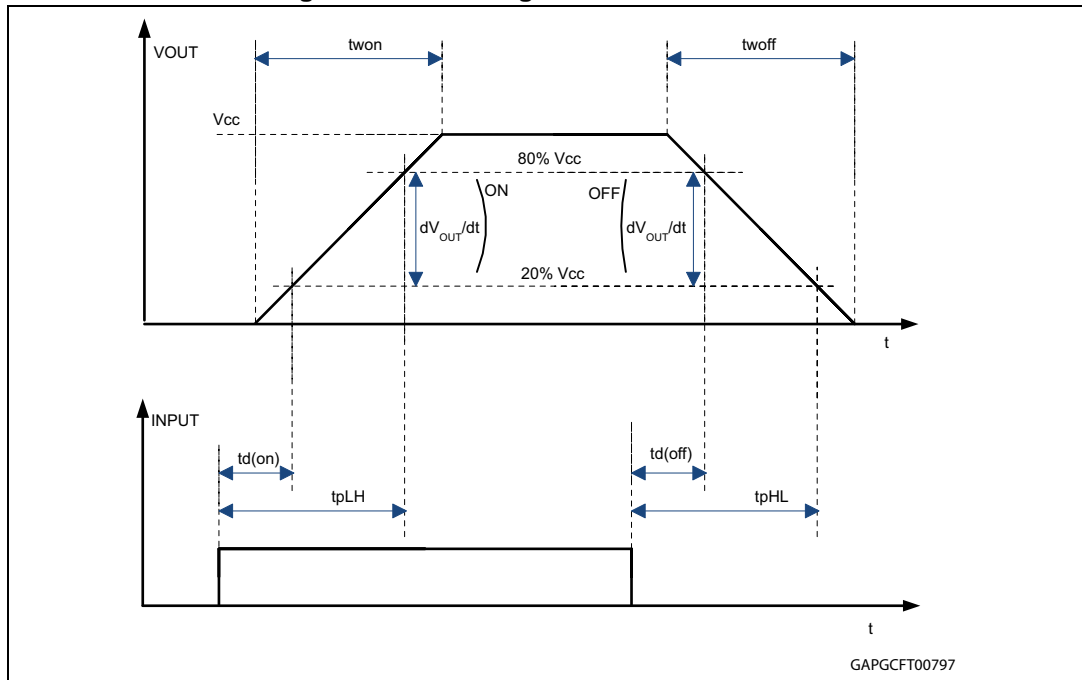 twon
twoff
VOUT
Vcc
80% Vcc
ON
OFF
dVOUT/dt
dVOUT/dt
20% Vcc
t
INPUT
td(on)
td(off)
tpLH
tpHL
t
GAPGCFT00797